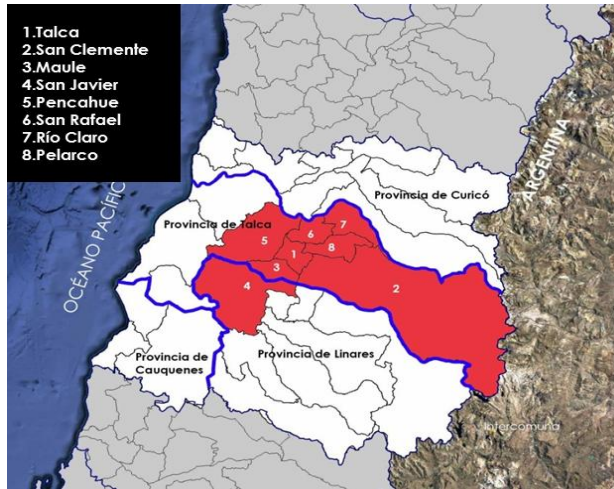 1.Talca
2.San Clemente
3.Maule
4.San Javier
5.Pencahue
6.San Rafael
7.Río Claro
8.Pelarco
OCÉANO PACÍFI
ARGENTINA
Provincia de Curicó
Provincia de Talca
7
6
5
8
1
3
4
2
Provincia de
Cauquenes
Provincia de Linares
Intercomuna